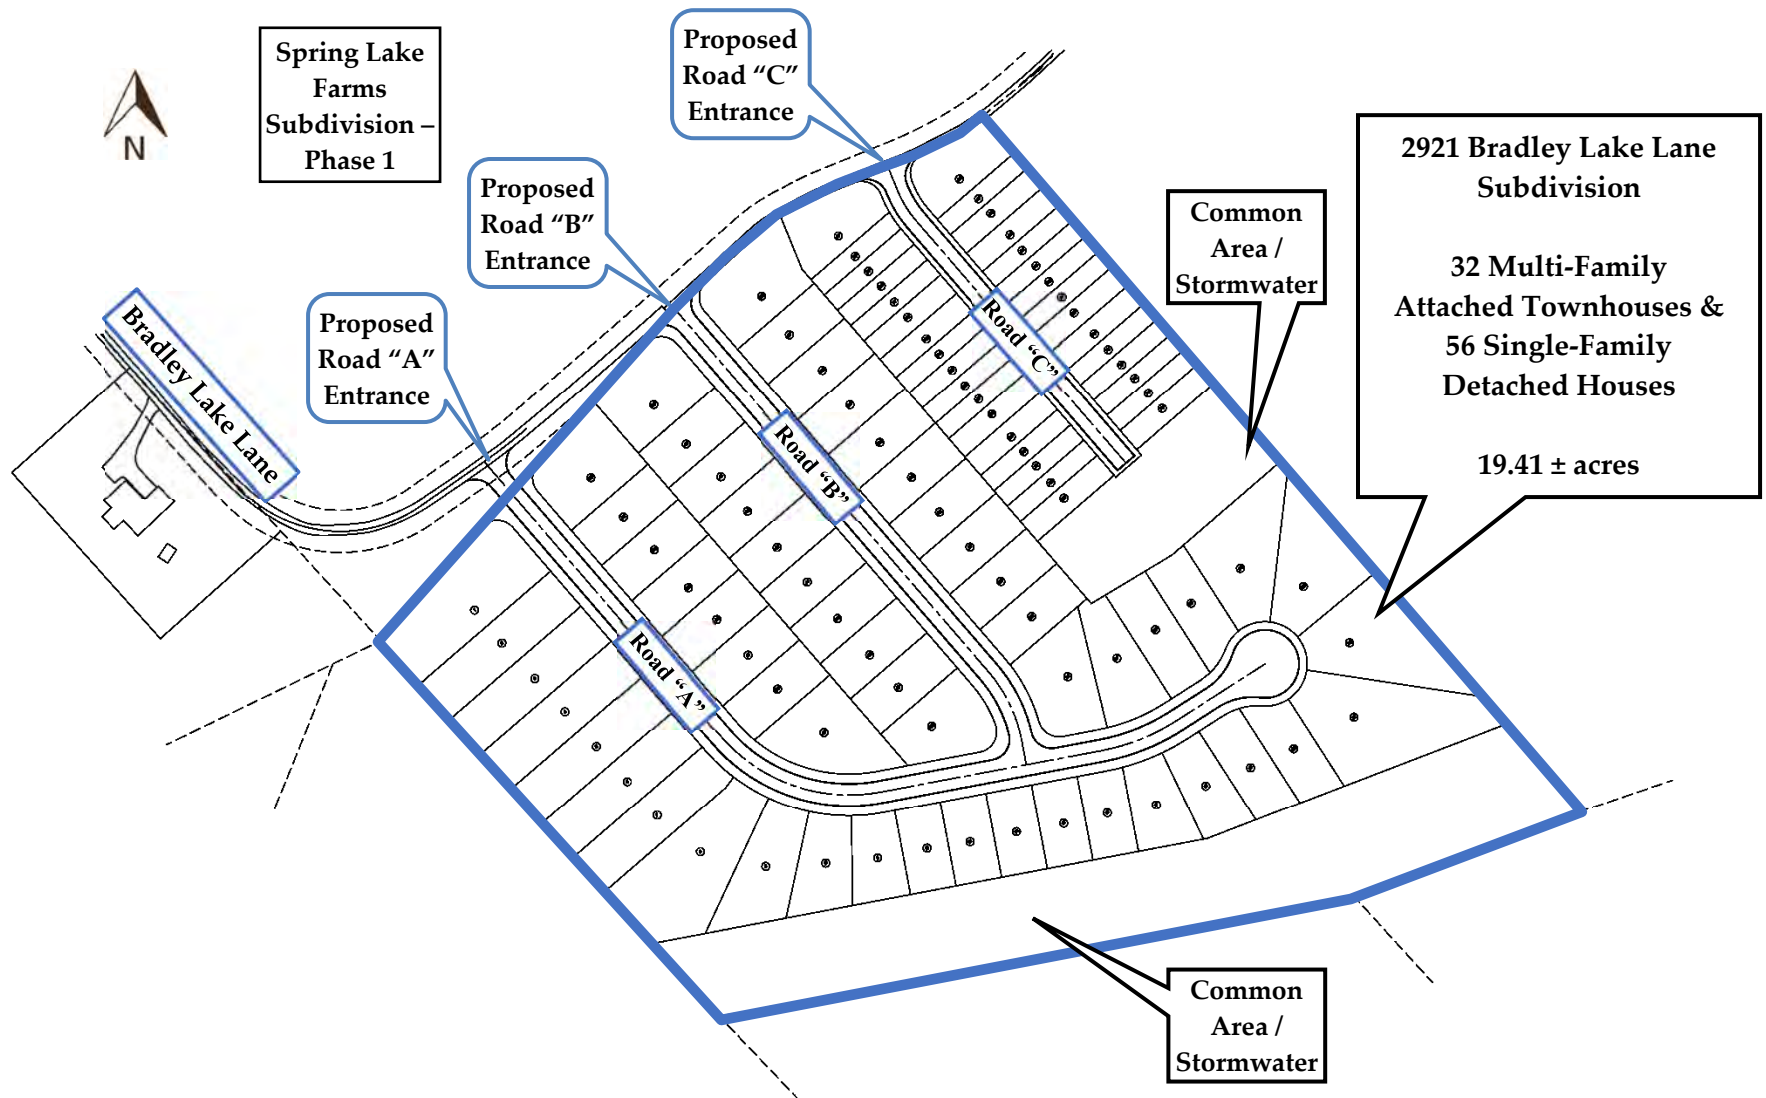 Spring Lake
Farms
Subdivision –
Phase 1
N
Proposed
Road “C”
Entrance
Proposed
Road “B”
Entrance
Proposed
Road “A”
Entrance
Bradley Lake Lane
Common
Area /
Stormwater
2921 Bradley Lake Lane
Subdivision
32 Multi-Family
Attached Townhouses &
56 Single-Family
Detached Houses
19.41 ± acres
Road “C”
Road “B”
Road “A”
Common
Area /
Stormwater